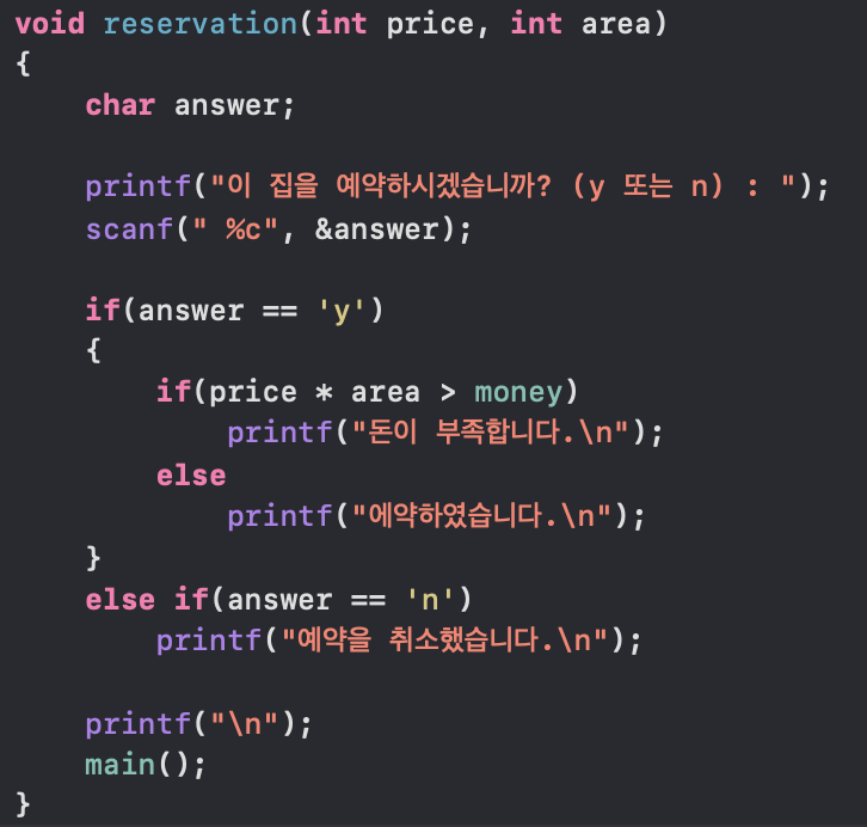 void reservation(int price, int area)
{
    char answer;

    printf("이 집을 예약하시겠습니까? (y 또는 n) : ");
    scanf(" %c", &answer);

    if(answer == 'y')
    {
        if(price * area > money)
            printf("돈이 부족합니다.\n");
        else
            printf("에약하였습니다.\n");
    }
    else if(answer == 'n')
        printf("예약을 취소했습니다.\n");

    printf("\n");
    main();
}